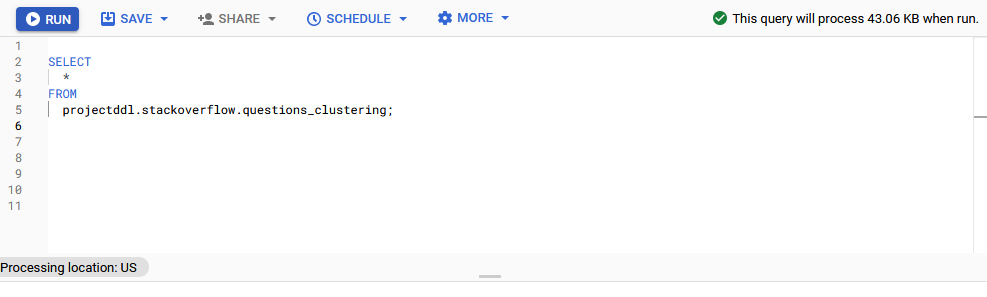 RUN SAVE SHARE SCHEDULE MORE This query will process 43.06 KB when run.
1
2 SELECT
3 *
4 FROM
5 projectddl.stackoverflow.questions_clustering;
6
7
8
9
10
11
Processing location: US